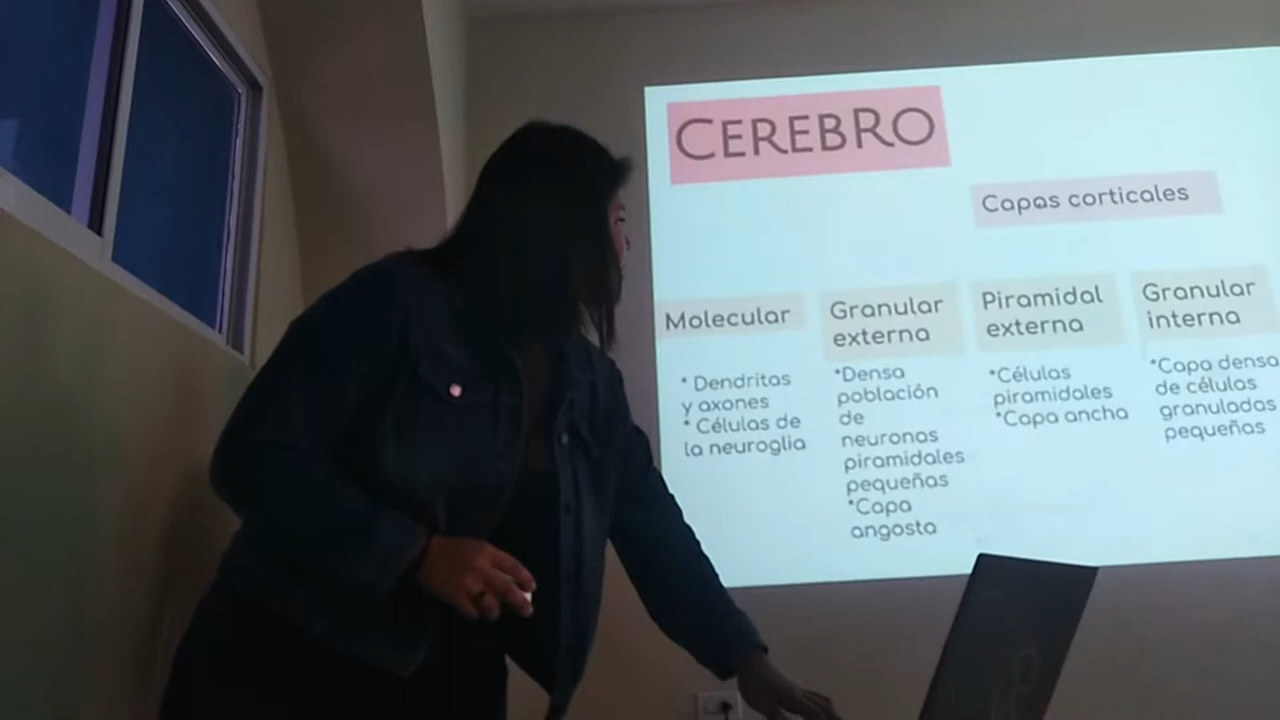 CEREBRO
Capas corticales
Molecular
* Dendritas
y axones
* Células de
la neuroglia
Granular
externa
*Densa
población
de
neuronas
piramidales
pequeñas
*Capa
angosta
Piramidal
externa
*Células
piramidales
*Capa ancha
Granular
interna
*Capa densa
de células
granuladas
pequeñas